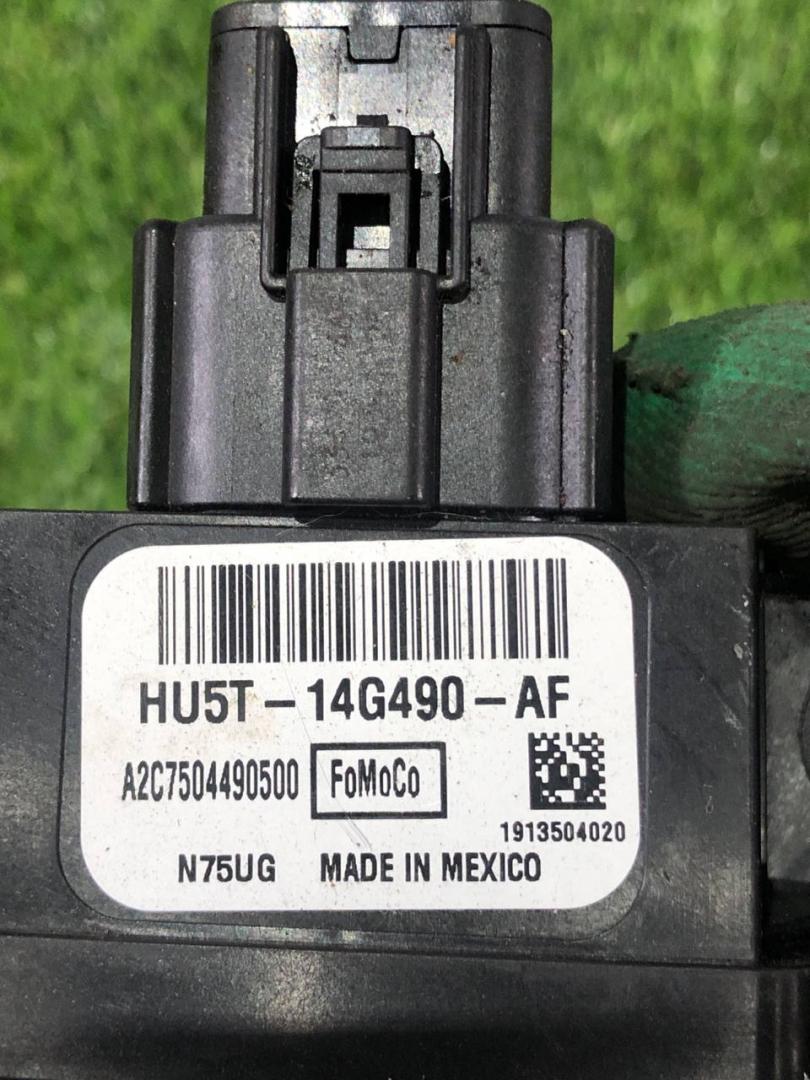 HU5T-14G490-AF
A2C7504490500 FoMoCo
1913504020
N75UG MADE IN MEXICO